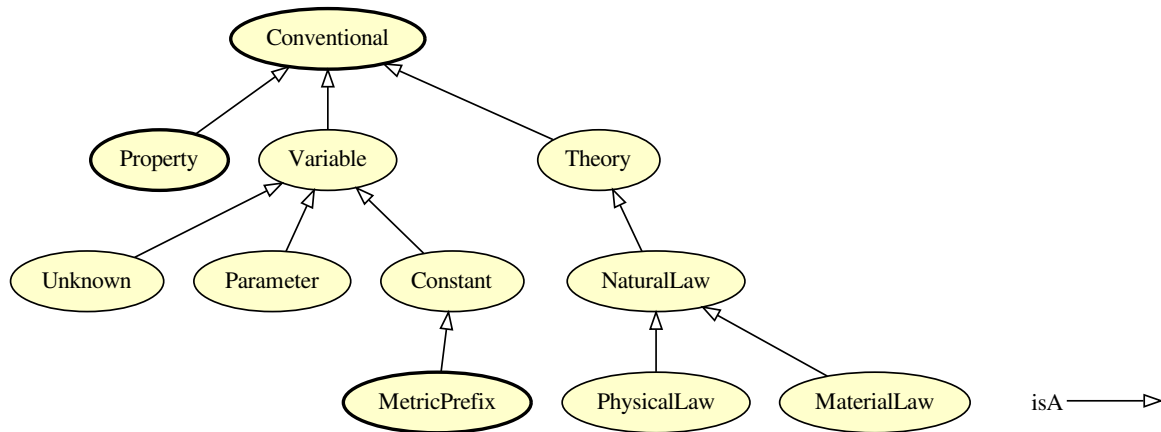 Conventional
Property
Variable
Theory
Unknown
Parameter
Constant
NaturalLaw
MetricPrefix
PhysicalLaw
MaterialLaw
isA